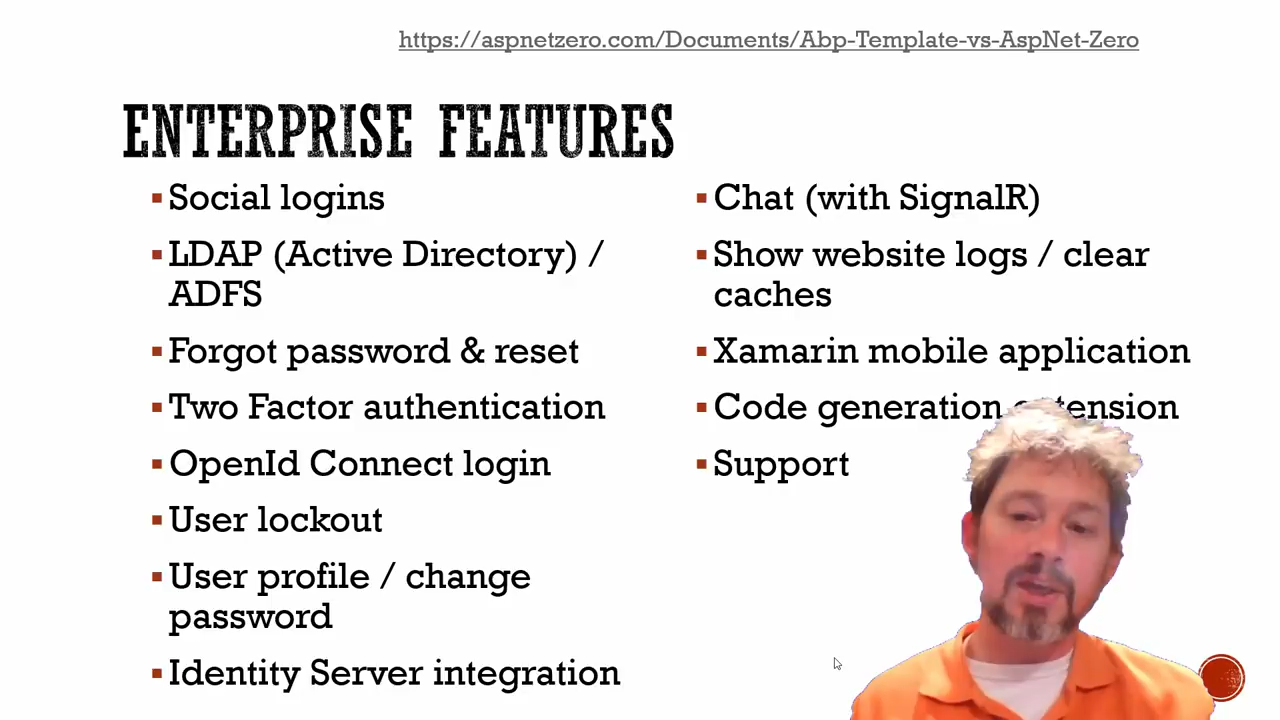 https://aspnetzero.com/Documents/Abp-Template-vs-AspNet-Zero
ENTERPRISE FEATURES
▪Social logins
▪LDAP (Active Directory) /
ADFS
▪Forgot password & reset
▪Two Factor authentication
▪OpenId Connect login
▪User lockout
▪User profile / change
password
▪Identity Server integration
▪Chat (with SignalR)
▪Show website logs / clear
caches
▪Xamarin mobile application
▪Code generation extension
▪Support